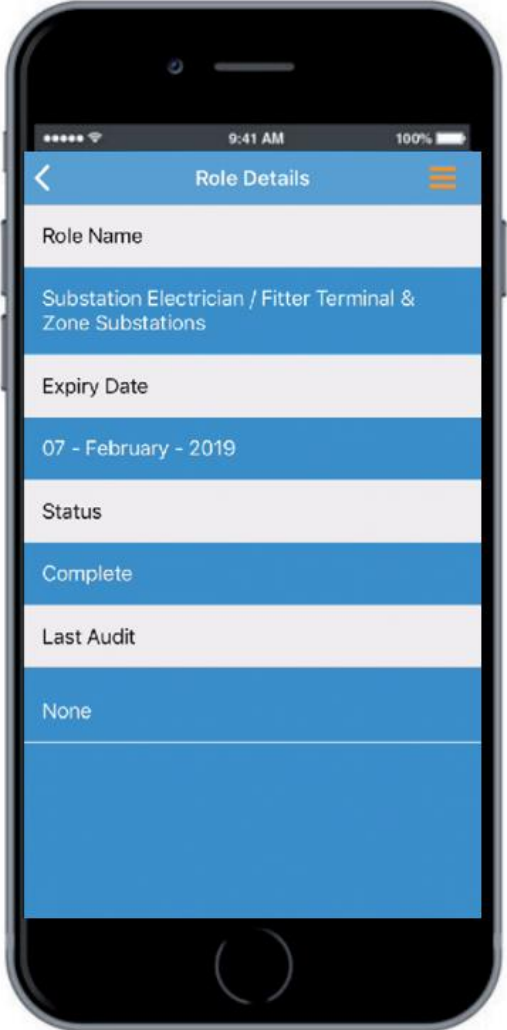 9:41 AM
100%
Role Details
Role Name
Substation Electrician / Fitter Terminal &
Zone Substations
Expiry Date
07 - February - 2019
Status
Complete
Last Audit
None